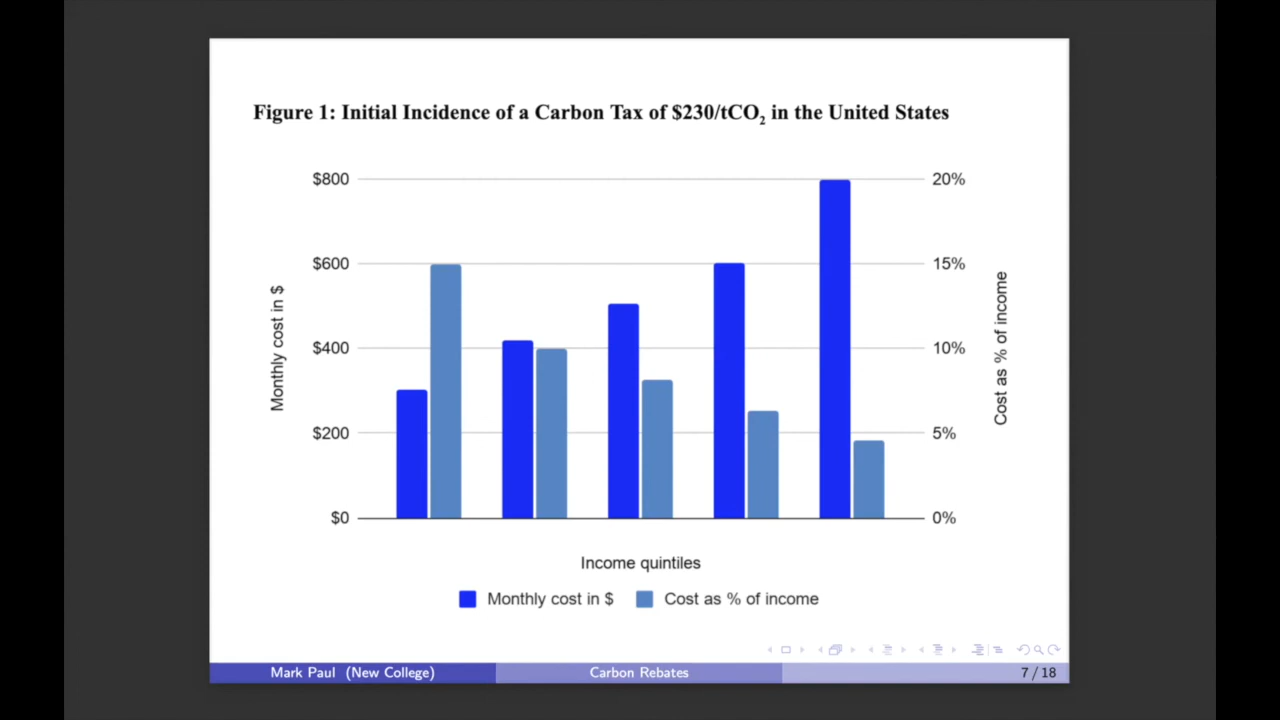 Figure 1: Initial Incidence of a Carbon Tax of $230/tCO2 in the United States
$800
20%
$600
15%
$400
10%
$200
5%
$0
0%
Monthly cost in $
Cost as % of income
Income quintiles
Monthly cost in $ Cost as % of income
Mark Paul (New College) Carbon Rebates 7 / 18